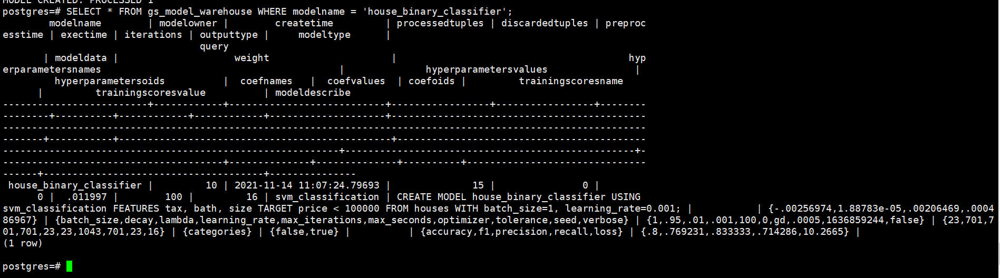 MODEL CREATED. PROCESSED 1
postgres=# SELECT * FROM gs_model_warehouse WHERE modelname = 'house_binary_classifier';
        modelname        | modelowner |        createtime         | processedtuples | discardedtuples | preproc
esstime | exectime | iterations | outputtype |     modeltype      |
                                  query
       | modeldata |                    weight                     |                                        hyp
erparametersnames                                         |              hyperparametersvalues               |
         hyperparametersoids          |  coefnames   |  coefvalues  | coefoids |         trainingscoresname
      |         trainingscoresvalue          | modeldescribe
-------------------------+------------+---------------------------+-----------------+-----------------+--------
--------+----------+------------+------------+--------------------+--------------------------------------------
---------------------------------------------------------------------------------------------------------------
-------+-----------+-----------------------------------------------+-------------------------------------------
----------------------------------------------------------+--------------------------------------------------+-
--------------------------------------+--------------+--------------+----------+-------------------------------
------+--------------------------------------+---------------
 house_binary_classifier |         10 | 2021-11-14 11:07:24.79693 |              15 |               0 |
      0 |  .011997 |        100 |         16 | svm_classification | CREATE MODEL house_binary_classifier USING
svm_classification FEATURES tax, bath, size TARGET price < 100000 FROM houses WITH batch_size=1, learning_rate=0.001; |           | {-.00256974,1.88783e-05,.00206469,.0004
86967} | {batch_size,decay,lambda,learning_rate,max_iterations,max_seconds,optimizer,tolerance,seed,verbose} | {1,.95,.01,.001,100,0,gd,.0005,1636859244,false} | {23,701,7
01,701,23,23,1043,701,23,16} | {categories} | {false,true} |          | {accuracy,f1,precision,recall,loss} | {.8,.769231,.833333,.714286,10.2665} |
(1 row)
postgres=#